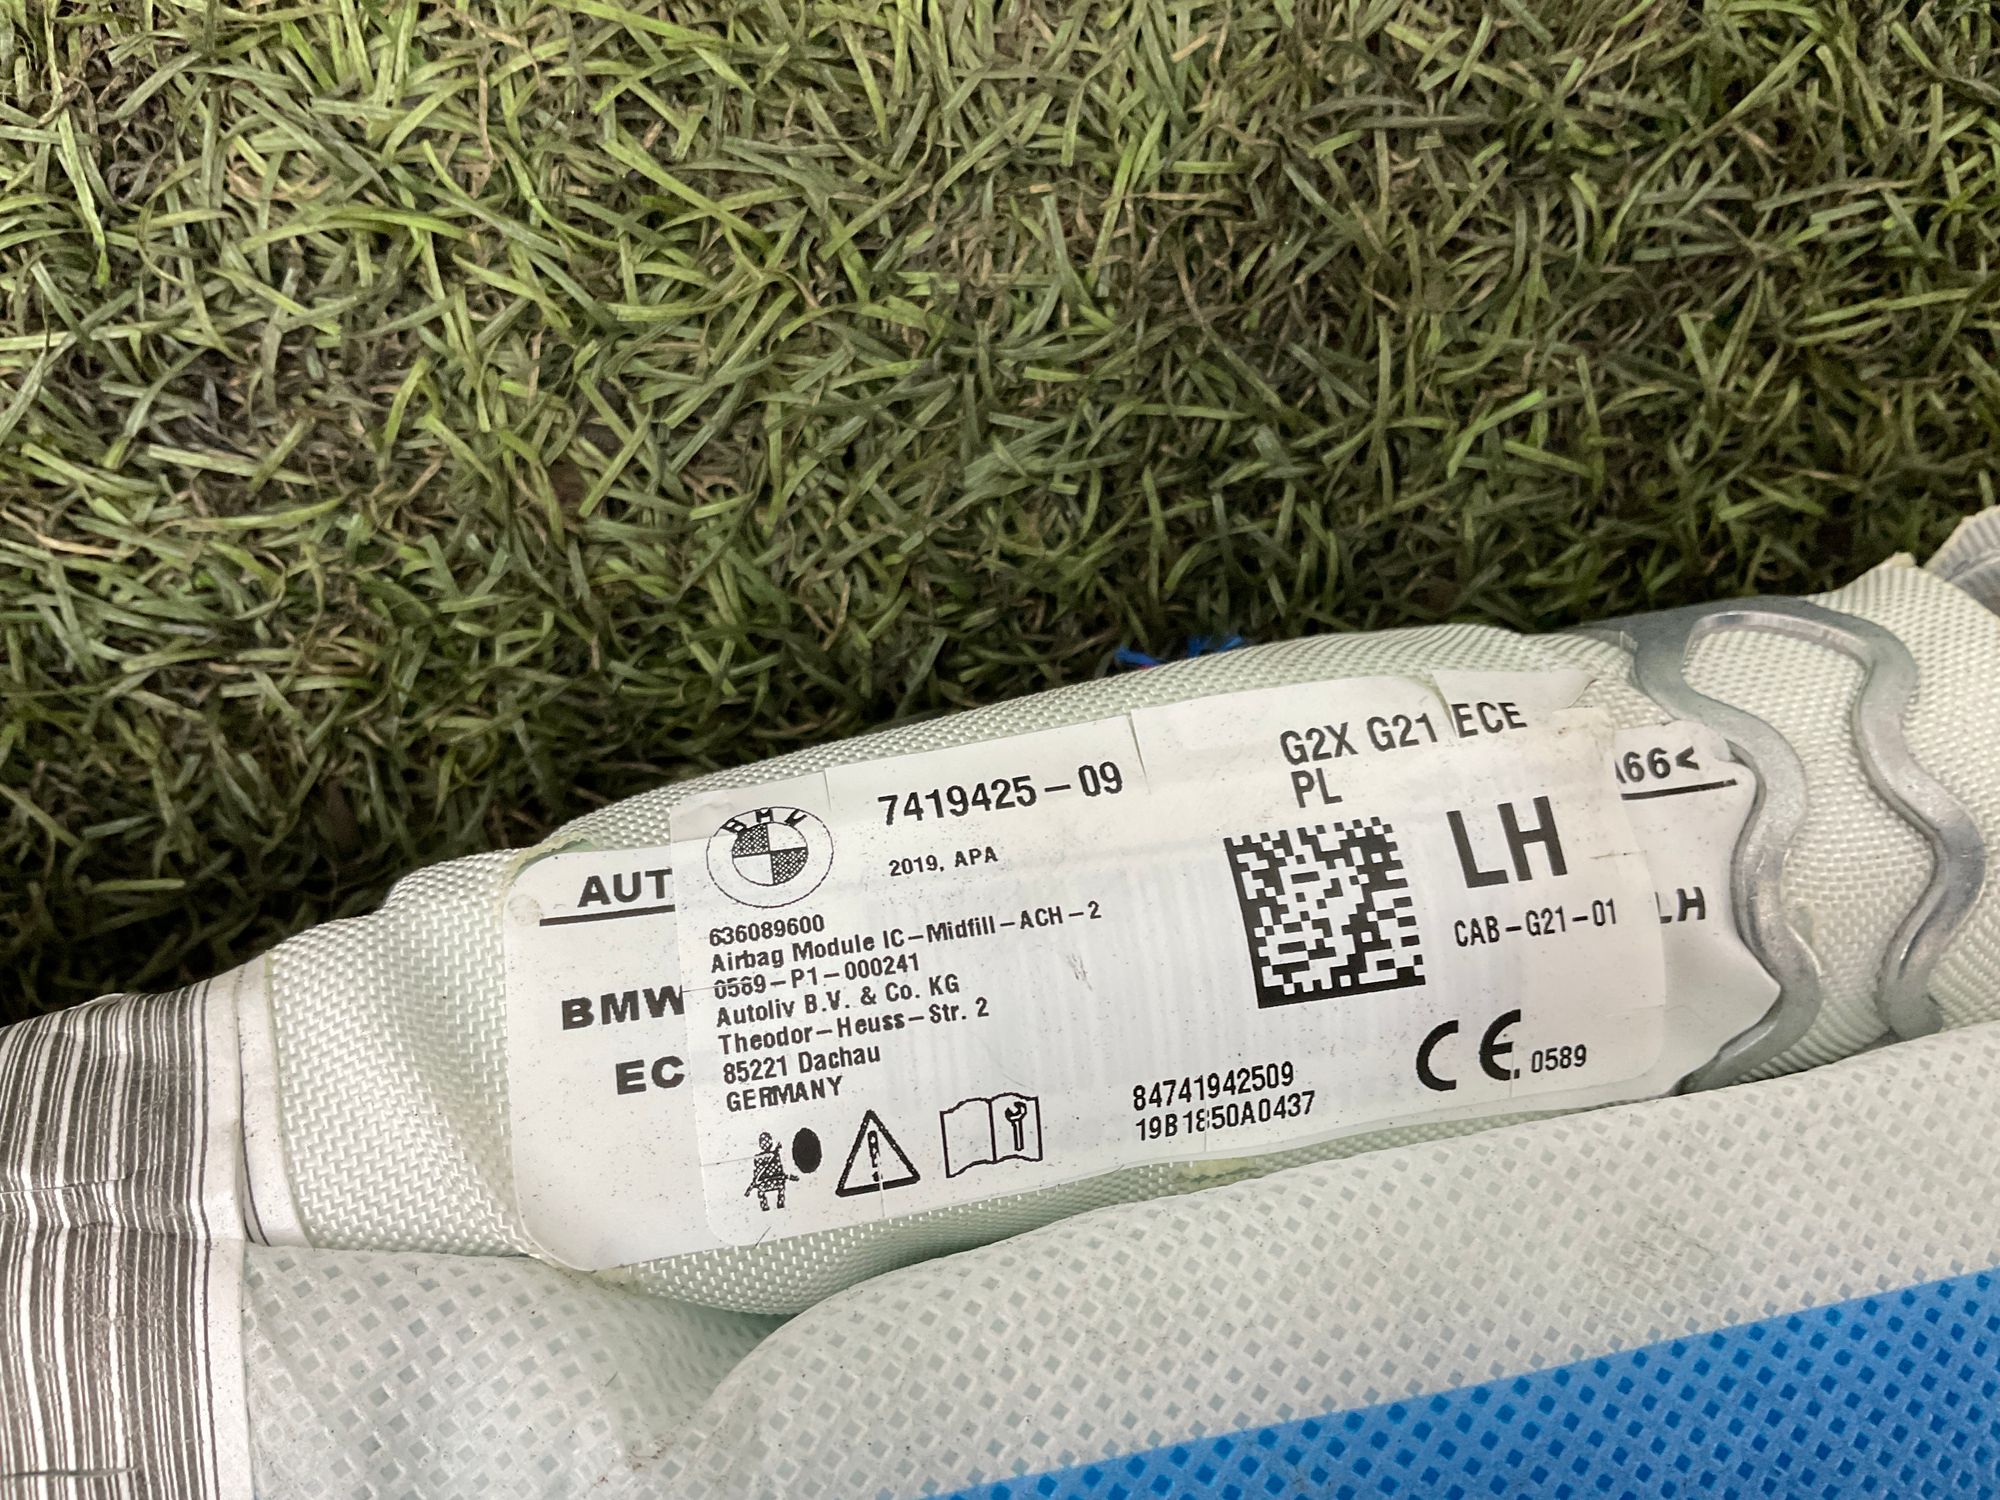 G2X G21 ECE
PL
7419425-09
BMW
2019, APA
LH
CAB-G21-01
636089600
Airbag Module IC-Midfill-ACH-2
0589-P1-000241
Autoliv B.V. & Co. KG
Theodor-Heuss-Str. 2
85221 Dachau
GERMANY
84741942509
19B1850A0437
CE 0589
AUT
BMW
EC
A66<
LH